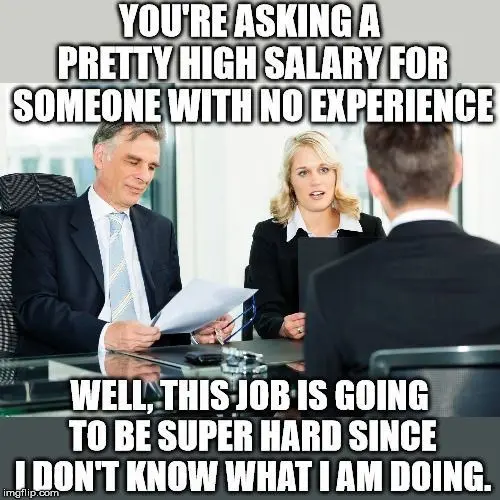 YOU'RE ASKING A
PRETTY HIGH SALARY FOR
SOMEONE WITH NO EXPERIENCE
WELL, THIS JOB IS GOING
TO BE SUPER HARD SINCE
I DON'T KNOW WHAT I AM DOING.
imgflip.com